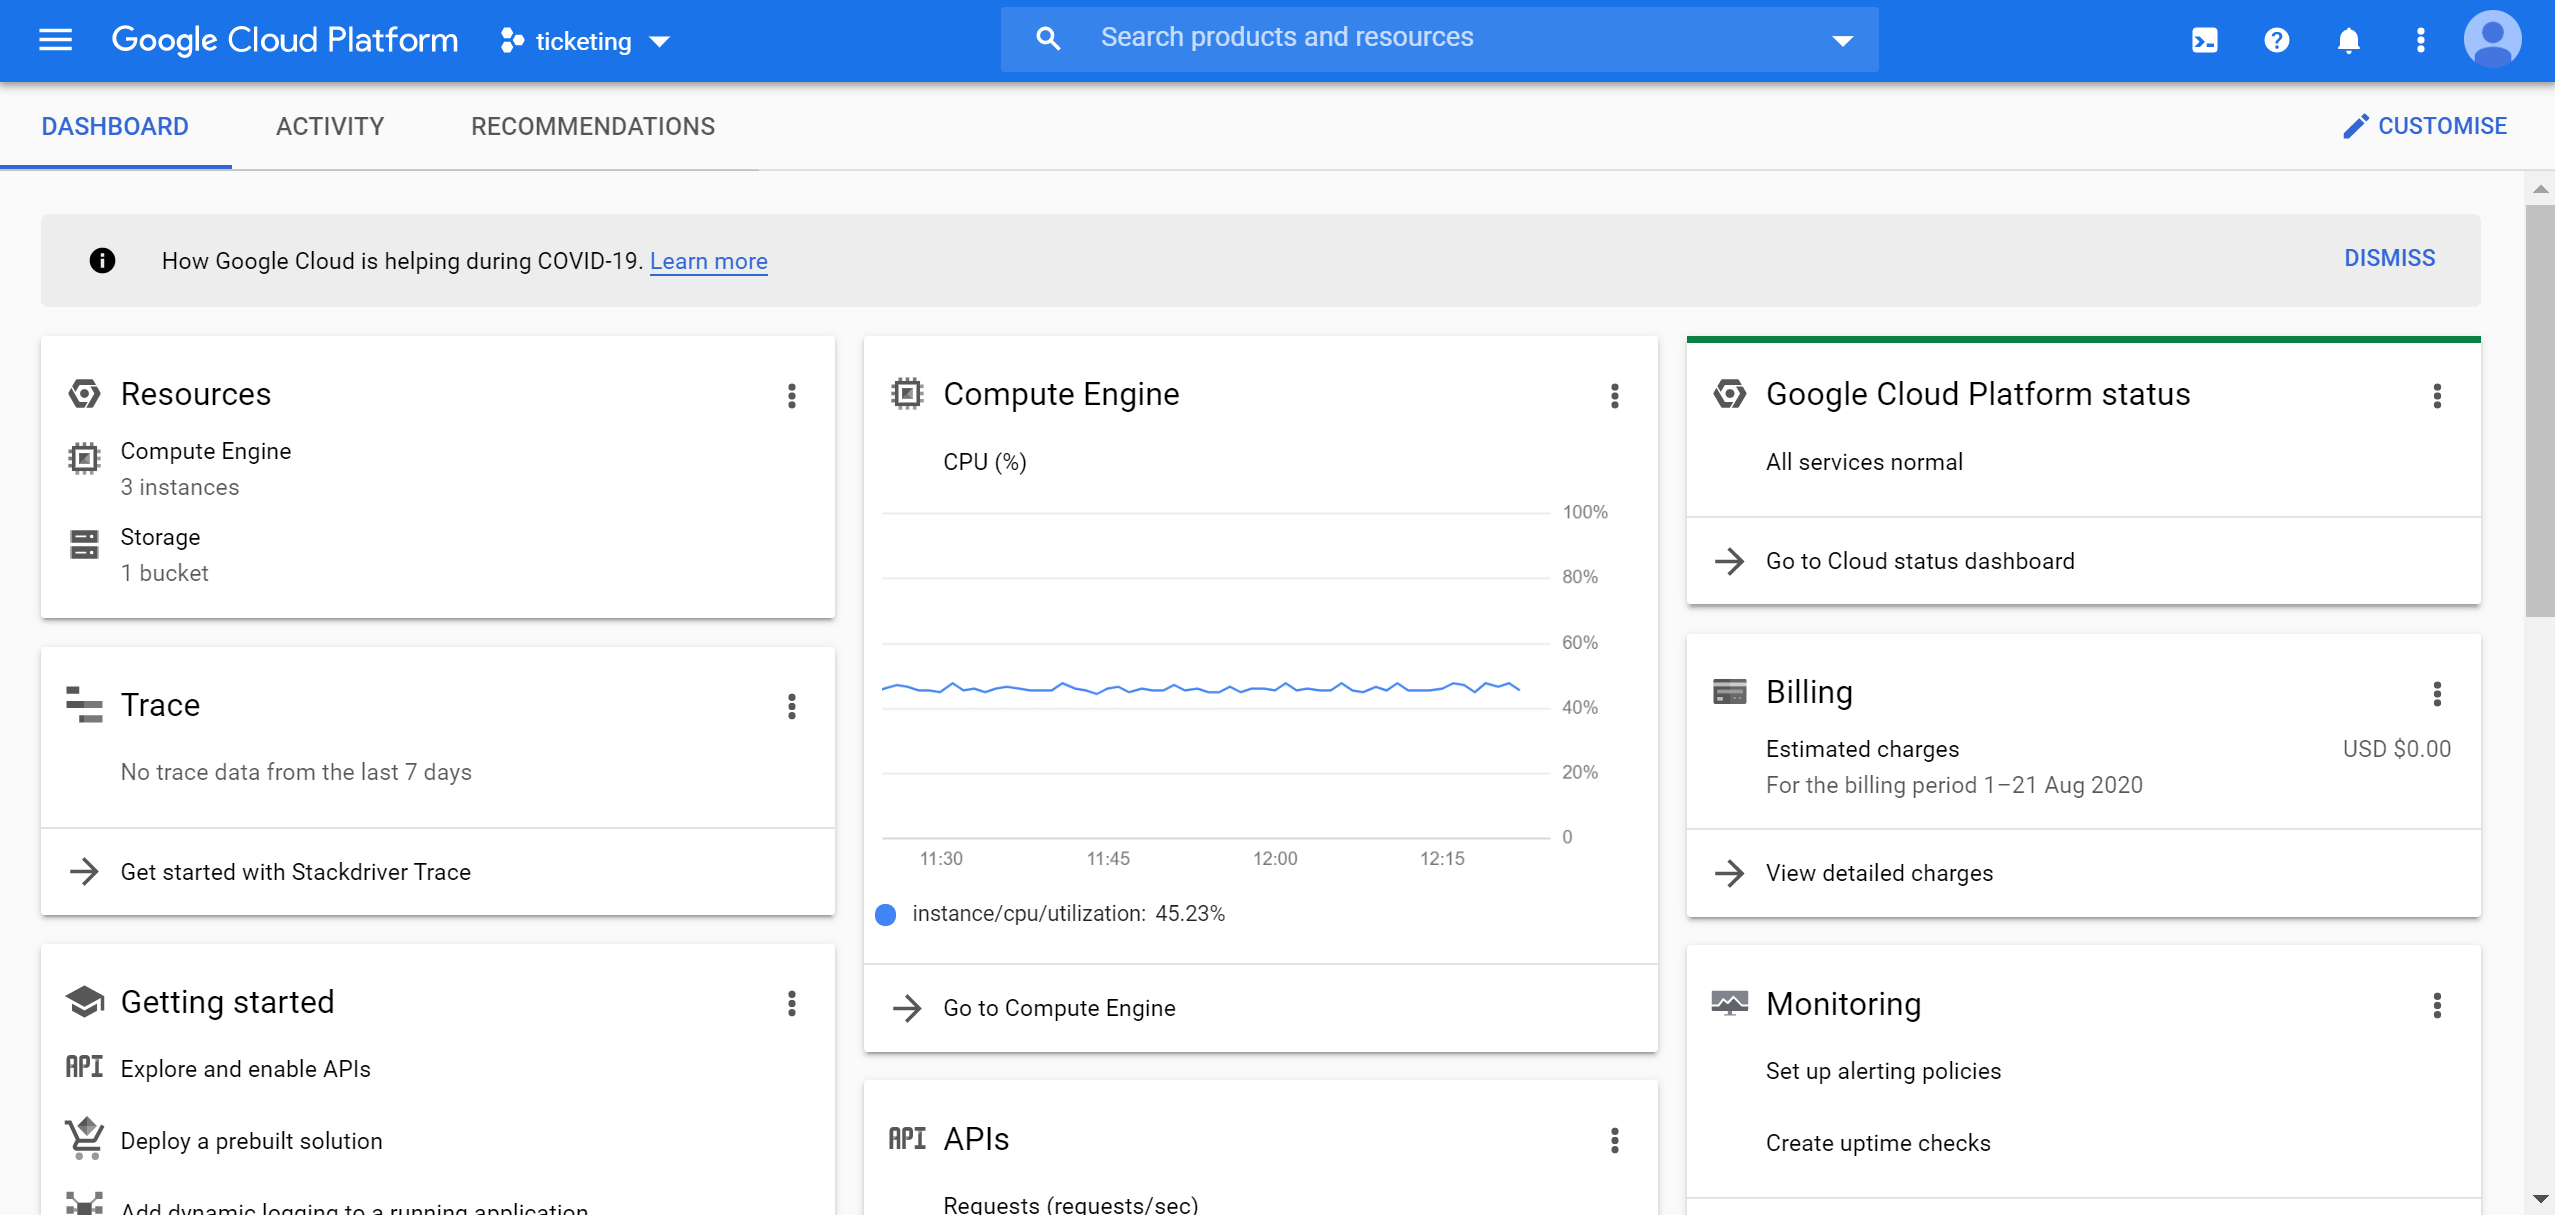 Google Cloud Platform
ticketing
Search products and resources
DASHBOARD
ACTIVITY
RECOMMENDATIONS
CUSTOMISE
How Google Cloud is helping during COVID-19. Learn more
DISMISS
Resources
Compute Engine
3 instances
Storage
1 bucket
Trace
No trace data from the last 7 days
Get started with Stackdriver Trace
Getting started
API
Explore and enable APIs
Deploy a prebuilt solution
Add dynamic logging to a running application
Compute Engine
CPU (%)
100%
80%
60%
40%
20%
0
11:30
11:45
12:00
12:15
instance/cpu/utilization: 45.23%
Go to Compute Engine
API
APIs
Requests (requests/sec)
Google Cloud Platform status
All services normal
Go to Cloud status dashboard
Billing
Estimated charges
USD $0.00
For the billing period 1–21 Aug 2020
View detailed charges
Monitoring
Set up alerting policies
Create uptime checks